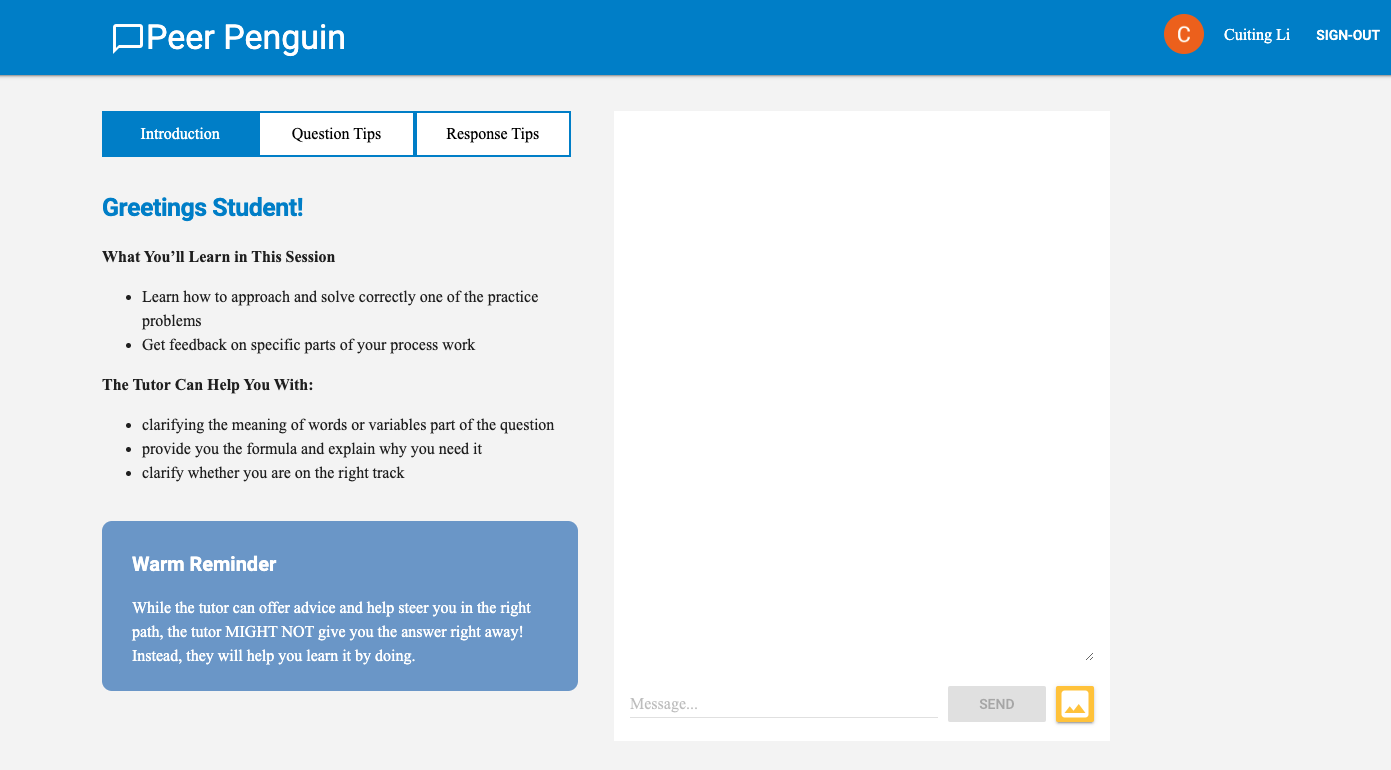 Peer Penguin
C
Cuiting Li
SIGN-OUT
Introduction
Question Tips
Response Tips
Greetings Student!
What You’ll Learn in This Session
Learn how to approach and solve correctly one of the practice
problems
Get feedback on specific parts of your process work
The Tutor Can Help You With:
clarifying the meaning of words or variables part of the question
provide you the formula and explain why you need it
clarify whether you are on the right track
Warm Reminder
While the tutor can offer advice and help steer you in the right
path, the tutor MIGHT NOT give you the answer right away!
Instead, they will help you learn it by doing.
Message...
SEND